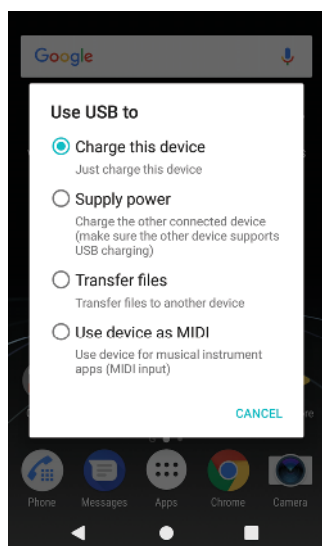 Google
Use USB to
Charge this device
Just charge this device
Supply power
Charge the other connected device
(make sure the other device supports
USB charging)
Transfer files
Transfer files to another device
Use device as MIDI
Use device for musical instrument
apps (MIDI input)
CANCEL
Phone
Messages
Apps
Chrome
Camera